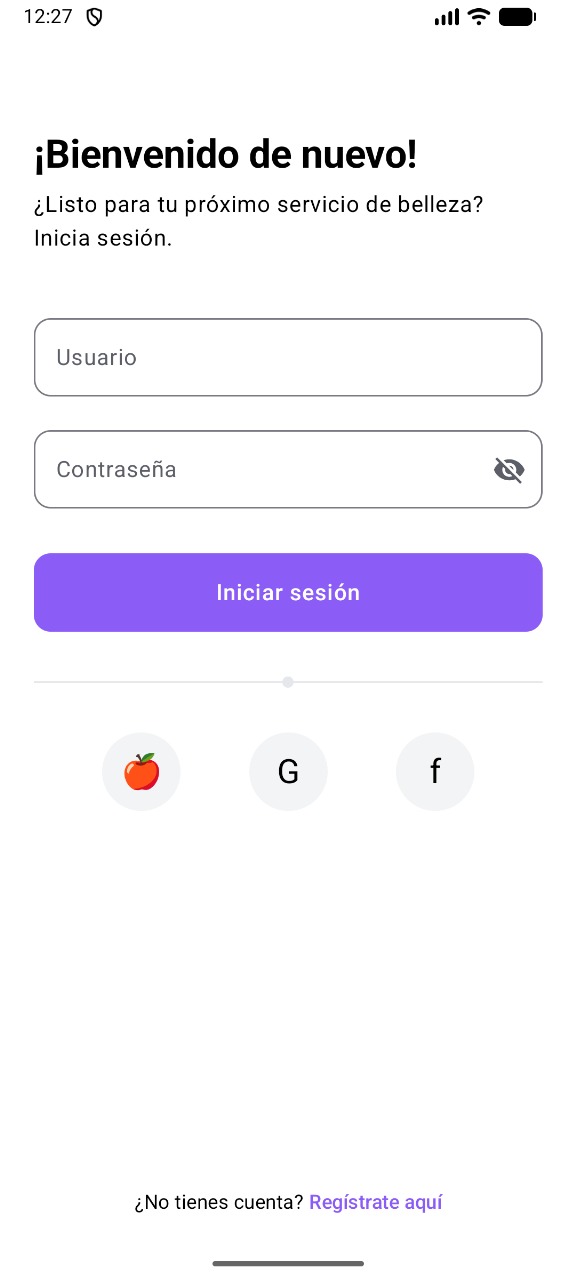 12:27
¡Bienvenido de nuevo!
¿Listo para tu próximo servicio de belleza?
Inicia sesión.
Usuario
Contraseña
Iniciar sesión
G f
¿No tienes cuenta? Regístrate aquí